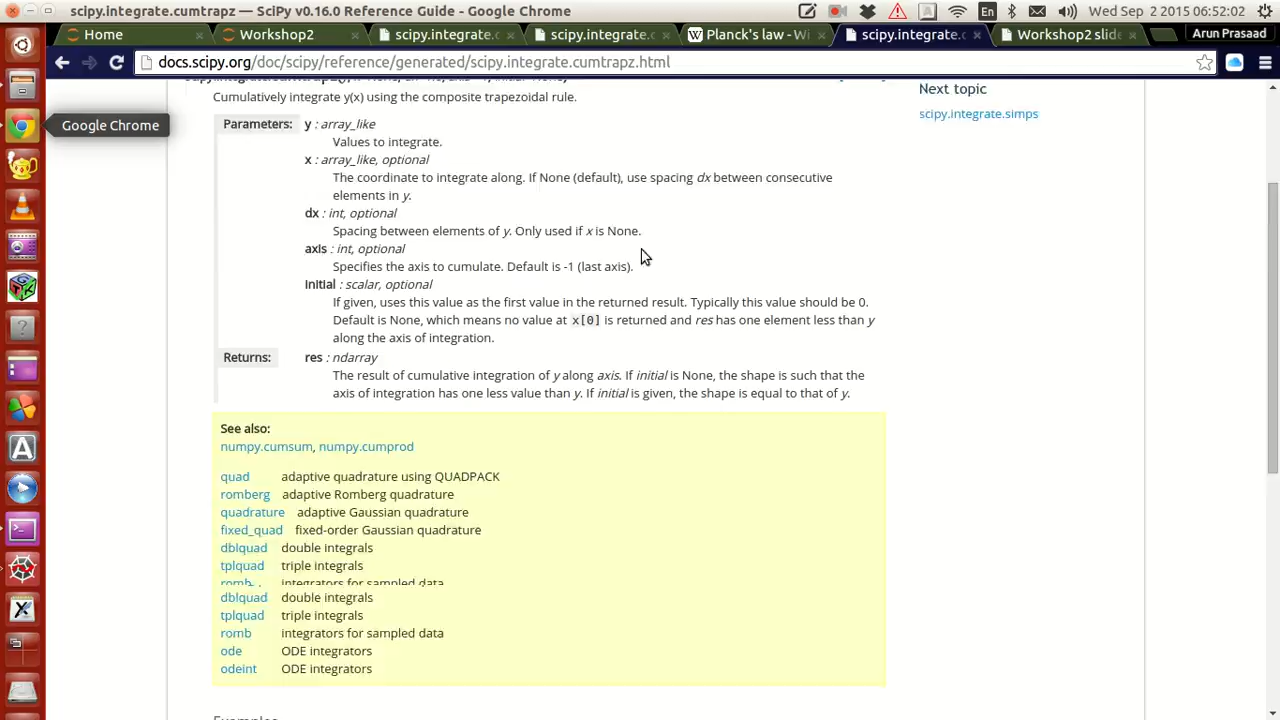 scipy.integrate.cumtrapz — SciPy v0.16.0 Reference Guide - Google Chrome
En
Wed Sep 2 2015 06:52:02
Home
Workshop2
scipy.integrate.c
scipy.integrate.
Planck's law - Wi
scipy.integrate.c
Workshop2 slid
Arun Prasaad
docs.scipy.org/doc/scipy/reference/generated/scipy.integrate.cumtrapz.html
Google Chrome
Cumulatively integrate y(x) using the composite trapezoidal rule.
Parameters:
y : array_like
Values to integrate.
x : array_like, optional
The coordinate to integrate along. If None (default), use spacing dx between consecutive
elements in y.
dx : int, optional
Spacing between elements of y. Only used if x is None.
axis : int, optional
Specifies the axis to cumulate. Default is -1 (last axis).
initial : scalar, optional
If given, uses this value as the first value in the returned result. Typically this value should be 0.
Default is None, which means no value at x[0] is returned and res has one element less than y
along the axis of integration.
Returns:
res : ndarray
The result of cumulative integration of y along axis. If initial is None, the shape is such that the
axis of integration has one less value than y. If initial is given, the shape is equal to that of y.
See also:
numpy.cumsum, numpy.cumprod
quad adaptive quadrature using QUADPACK
romberg adaptive Romberg quadrature
quadrature adaptive Gaussian quadrature
fixed_quad fixed-order Gaussian quadrature
dblquad double integrals
tplquad triple integrals
romb integrators for sampled data
dblquad double integrals
tplquad triple integrals
romb integrators for sampled data
ode ODE integrators
odeint ODE integrators
Examples
Next topic
scipy.integrate.simps